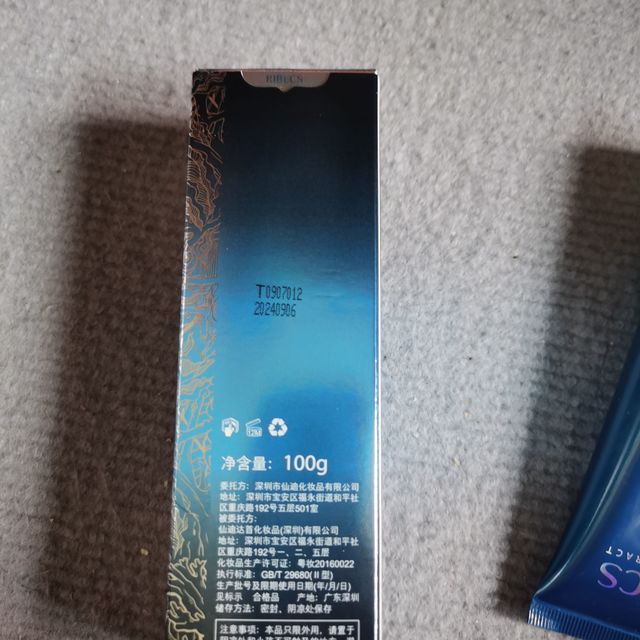 T0907012
20240906
12M
净含量： 100g
委托方：深圳市仙迪化妆品有限公司
地址：深圳市宝安区福永街道和平社
区重庆路192号五层501室
被委托方：
仙迪达首化妆品(深圳)有限公司
地址：深圳市宝安区福永街道和平社
区重庆路192号一、二、五层
化妆品生产许可证：粤妆20160022
执行标准：GB/T 29680(Ⅱ型)
生产批号及限期使用日期(年/月/日)
见标示 合格品 产地：广东深圳
储存方法：密封、阴凉处保存
注意事项：本品只限外用，请置于
CS
TRACT